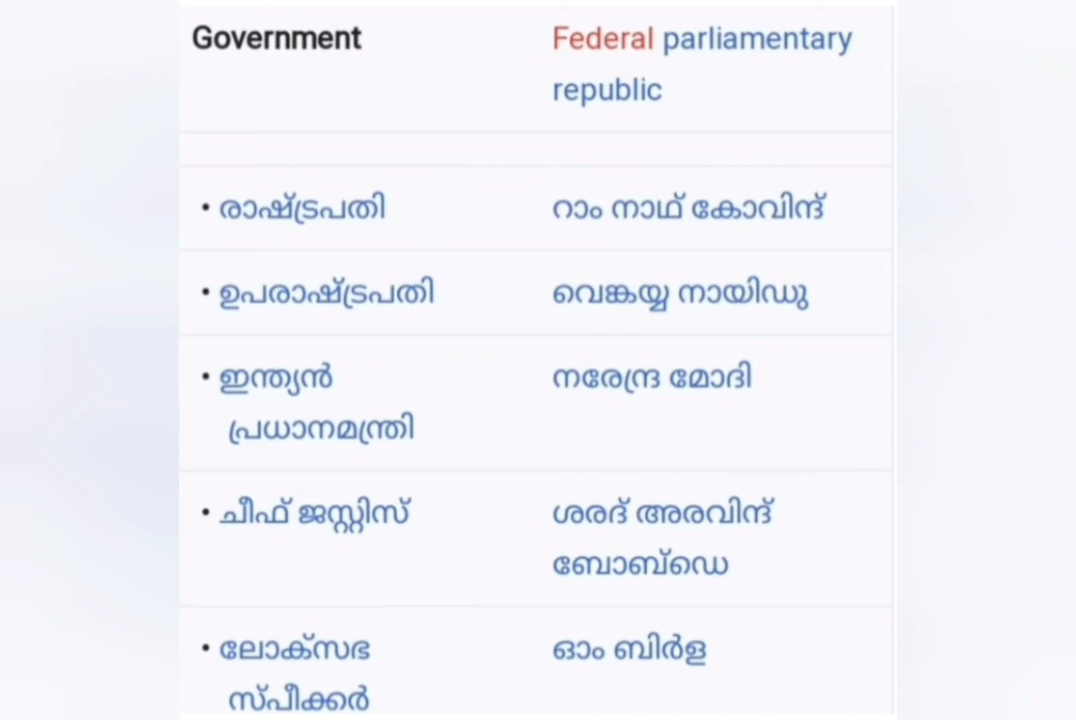 Government Federal parliamentary
republic
• രാഷ്ട്രപതി റാം നാഥ് കോവിന്ദ്
• ഉപരാഷ്ട്രപതി വെങ്കയ്യ നായിഡു
• ഇന്ത്യൻ നരേന്ദ്ര മോദി
പ്രധാനമന്ത്രി
• ചീഫ് ജസ്റ്റിസ് ശരദ് അരവിന്ദ്
ബോബ്ഡെ
• ലോക്സഭ ഓം ബിർള
സ്പീക്കർ